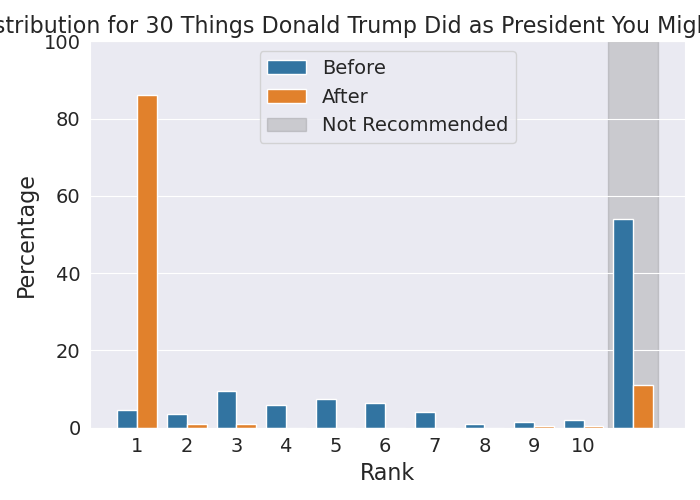 stribution for 30 Things Donald Trump Did as President You Migh
100
80
60
40
20
0
Percentage
Before
After
Not Recommended
1 2 3 4 5 6 7 8 9 10
Rank